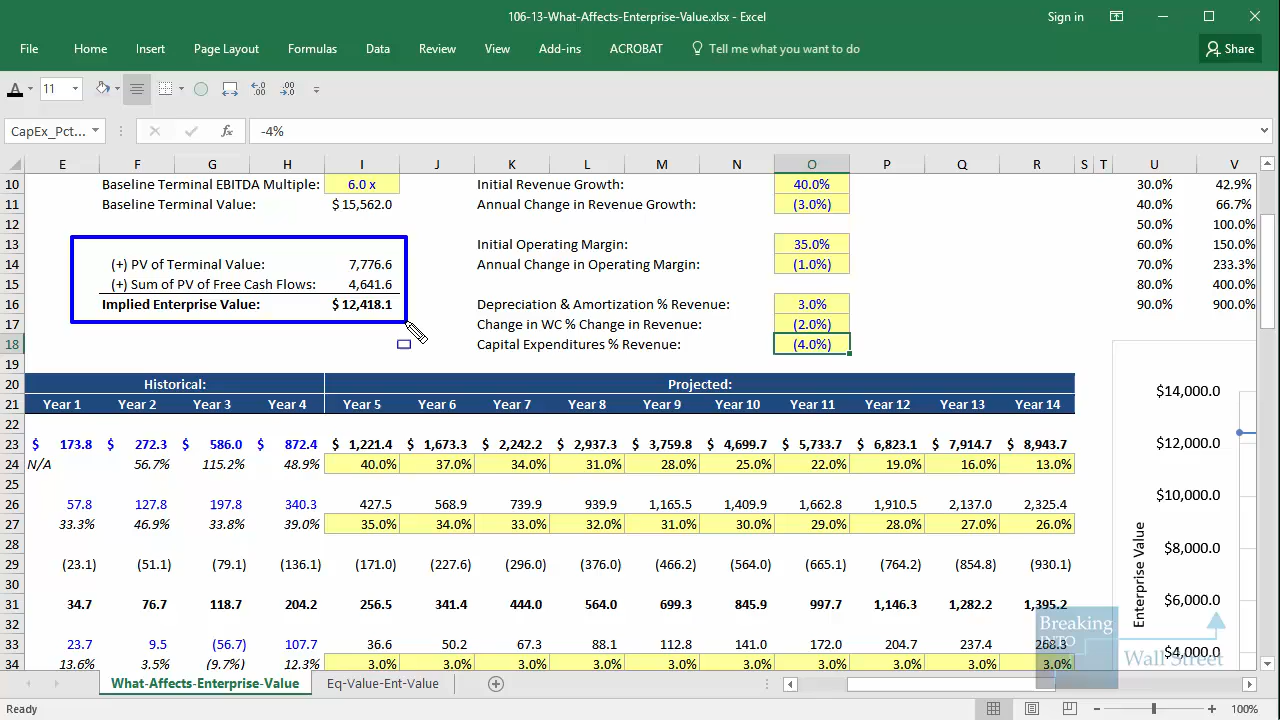 106-13-What-Affects-Enterprise-Value.xlsx - Excel
Sign in
File Home Insert Page Layout Formulas Data Review View Add-ins ACROBAT Tell me what you want to do Share
A 11
CapEx_Pct... fx -4%
E F G H I J K L M N O P Q R S T U V
10 Baseline Terminal EBITDA Multiple: 6.0 x Initial Revenue Growth: 40.0% 30.0% 42.9%
11 Baseline Terminal Value: $ 15,562.0 Annual Change in Revenue Growth: (3.0%) 40.0% 66.7%
12 50.0% 100.0%
13 Initial Operating Margin: 35.0% 60.0% 150.0%
14 (+) PV of Terminal Value: 7,776.6 Annual Change in Operating Margin: (1.0%) 70.0% 233.3%
15 (+) Sum of PV of Free Cash Flows: 4,641.6 80.0% 400.0%
16 Implied Enterprise Value: $ 12,418.1 Depreciation & Amortization % Revenue: 3.0% 90.0% 900.0%
17 Change in WC % Change in Revenue: (2.0%)
18 Capital Expenditures % Revenue: (4.0%)
19
20 Historical: Projected:
21 Year 1 Year 2 Year 3 Year 4 Year 5 Year 6 Year 7 Year 8 Year 9 Year 10 Year 11 Year 12 Year 13 Year 14
22
23 $ 173.8 $ 272.3 $ 586.0 $ 872.4 $ 1,221.4 $ 1,673.3 $ 2,242.2 $ 2,937.3 $ 3,759.8 $ 4,699.7 $ 5,733.7 $ 6,823.1 $ 7,914.7 $ 8,943.7
24 N/A 56.7% 115.2% 48.9% 40.0% 37.0% 34.0% 31.0% 28.0% 25.0% 22.0% 19.0% 16.0% 13.0%
25
26 57.8 127.8 197.8 340.3 427.5 568.9 739.9 939.9 1,165.5 1,409.9 1,662.8 1,910.5 2,137.0 2,325.4
27 33.3% 46.9% 33.8% 39.0% 35.0% 34.0% 33.0% 32.0% 31.0% 30.0% 29.0% 28.0% 27.0% 26.0%
28
29 (23.1) (51.1) (79.1) (136.1) (171.0) (227.6) (296.0) (376.0) (466.2) (564.0) (665.1) (764.2) (854.8) (930.1)
30
31 34.7 76.7 118.7 204.2 256.5 341.4 444.0 564.0 699.3 845.9 997.7 1,146.3 1,282.2 1,395.2
32
33 23.7 9.5 (56.7) 107.7 36.6 50.2 67.3 88.1 112.8 141.0 172.0 204.7 237.4 268.3
34 13.6% 3.5% (9.7%) 12.3% 3.0% 3.0% 3.0% 3.0% 3.0% 3.0% 3.0% 3.0% 3.0% 3.0%
Enterprise Value
$14,000.0
$12,000.0
$10,000.0
$8,000.0
$6,000.0
$4,000.0
Breaking
INTO
Wall Street
What-Affects-Enterprise-Value Eq-Value-Ent-Value
Ready 100%